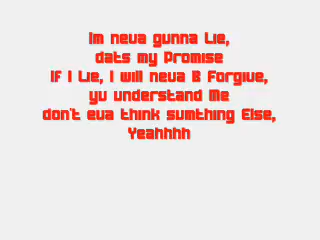 Im neva gunna Lie,
dats my Promise
If I Lie, I will neva B Forgive,
yu understand Me
don't eva think sumthing Else,
Yeahhhh